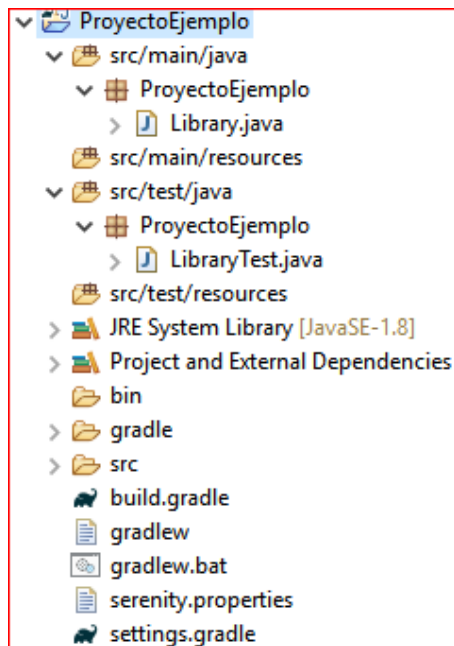 ProyectoEjemplo
src/main/java
ProyectoEjemplo
Library.java
src/main/resources
src/test/java
ProyectoEjemplo
LibraryTest.java
src/test/resources
JRE System Library [JavaSE-1.8]
Project and External Dependencies
bin
gradle
src
build.gradle
gradlew
gradlew.bat
serenity.properties
settings.gradle